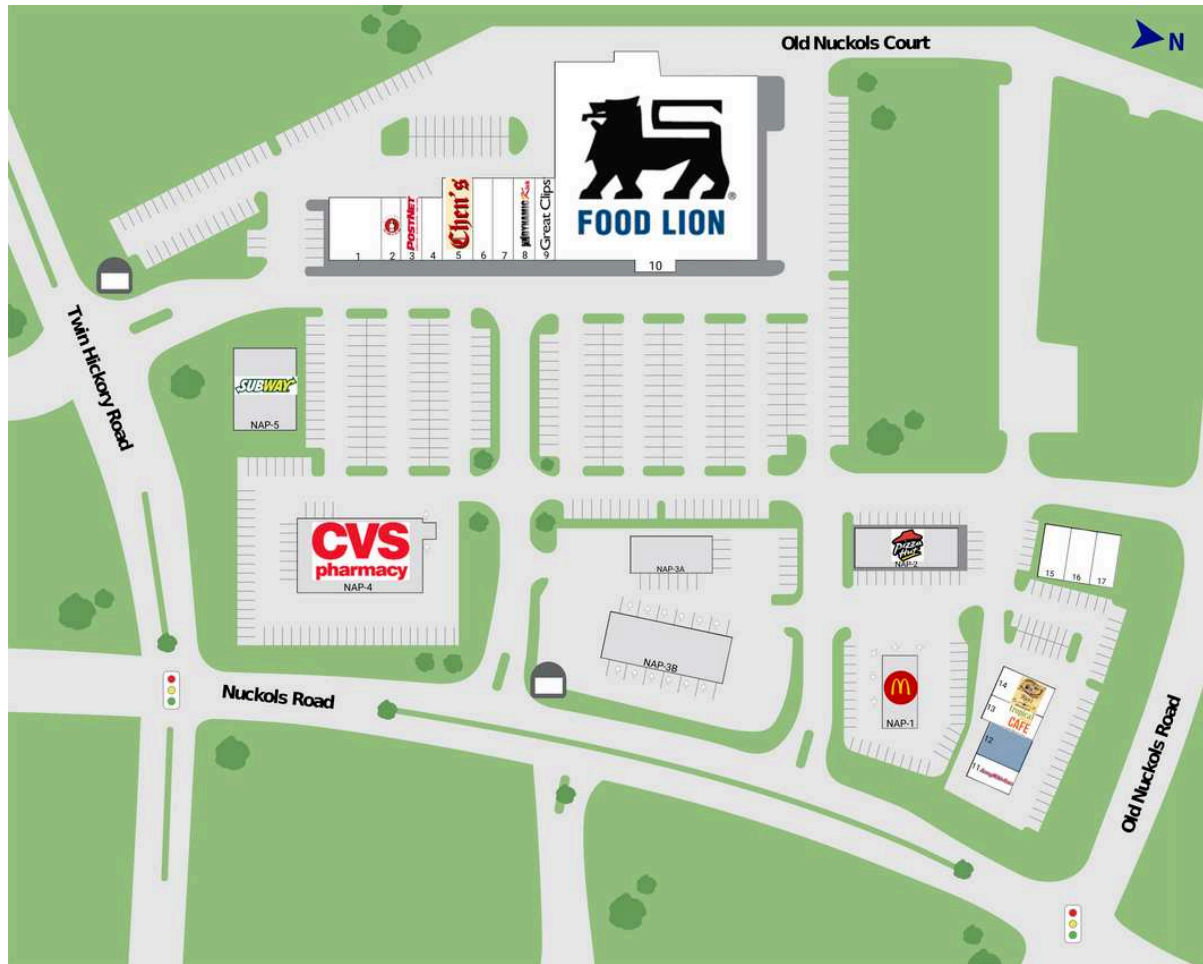 Old Nuckols Court
N
FOOD LION
®
Great Clips
DYNAMIC
Chen's
POSTNET
1
2
3
4
5
6
7
8
9
10
Twin Hickory Road
SUBWAY
NAP-5
CVS
pharmacy
NAP-4
NAP-3A
NAP-3B
Pizza
Hut
NAP-2
15
16
17
NAP-1
14
13
tropical
CAFE
12
11
Nuckols Road
Old Nuckols Road